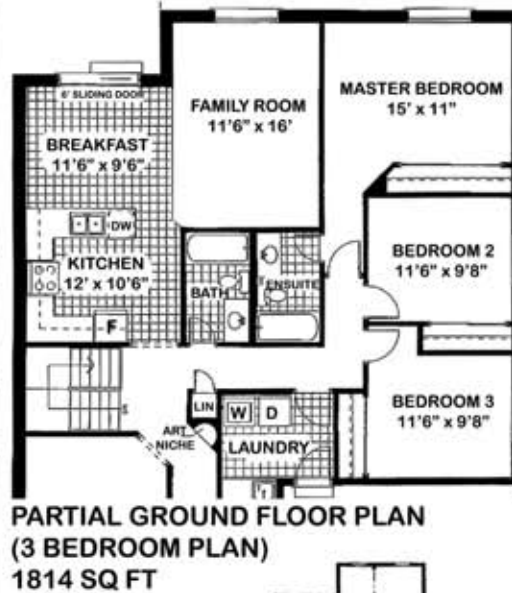 6' SLIDING DOOR
FAMILY ROOM
11'6" x 16'
MASTER BEDROOM
15' x 11"
BREAKFAST
11'6" x 9'6"
DW
KITCHEN
12' x 10'6"
F
BATH
ENSUITE
BEDROOM 2
11'6" x 9'8"
LIN
W
D
ART
NICHE
LAUNDRY
BEDROOM 3
11'6" x 9'8"
PARTIAL GROUND FLOOR PLAN
(3 BEDROOM PLAN)
1814 SQ FT